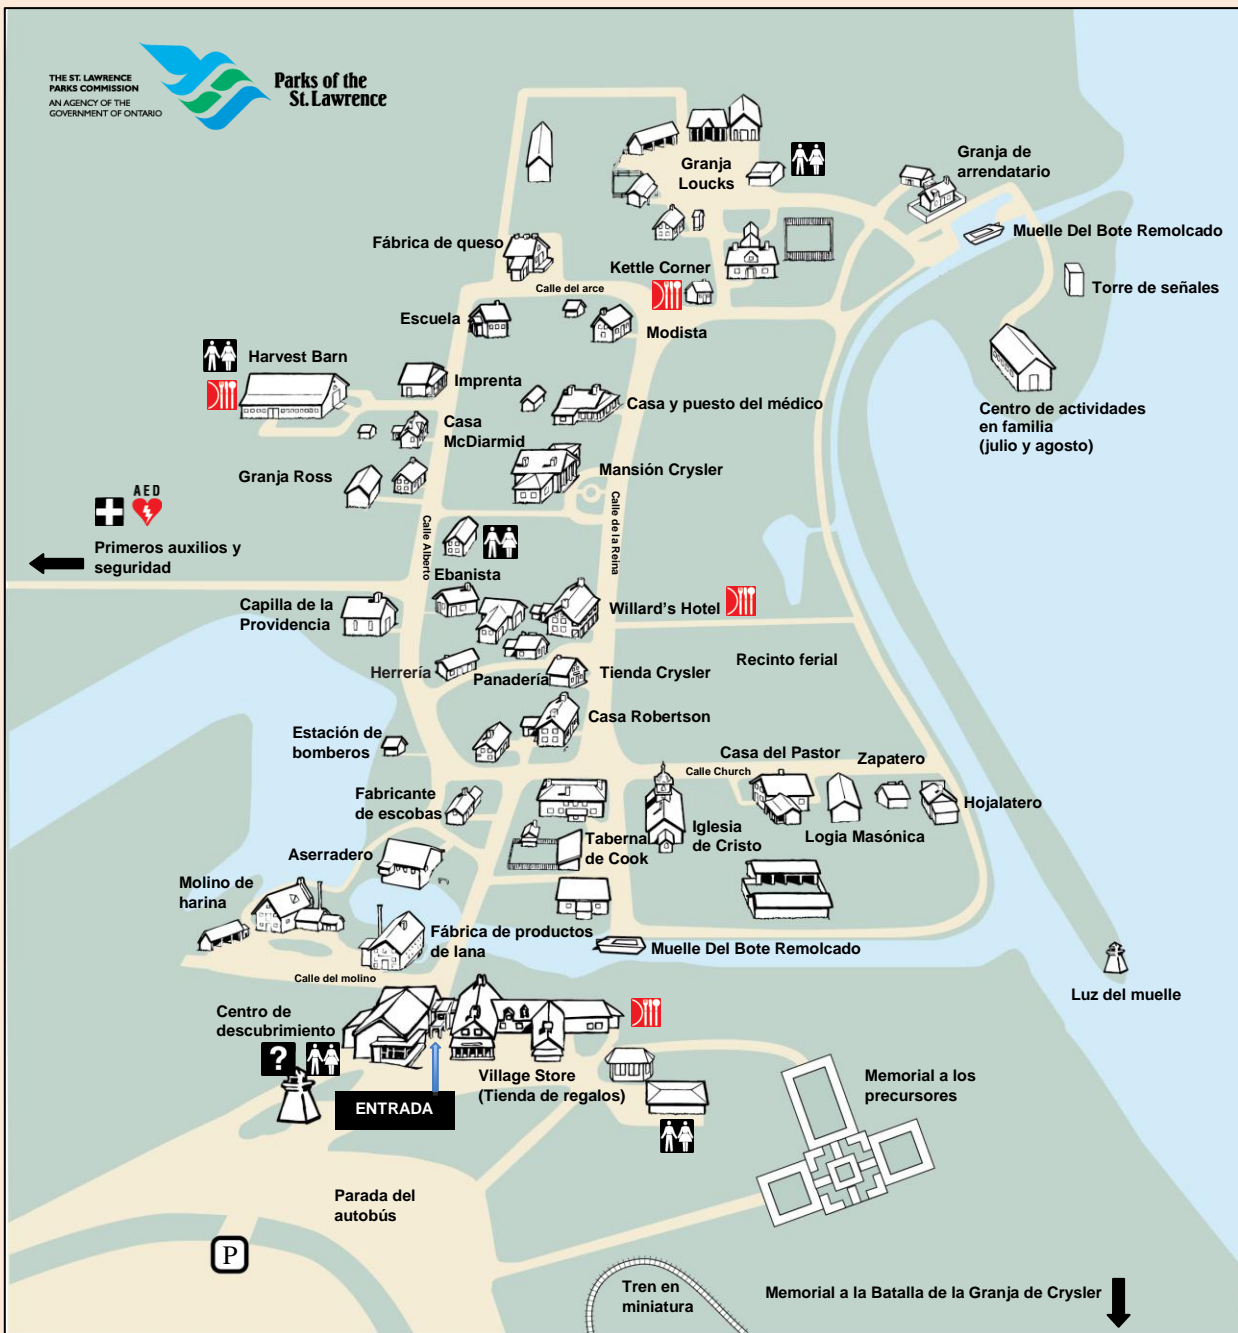 THE ST. LAWRENCE
PARKS COMMISSION
AN AGENCY OF THE
GOVERNMENT OF ONTARIO
Parks of the
St. Lawrence
Granja
Loucks
Granja de
arrendatario
Muelle Del Bote Remolcado
Torre de señales
Fábrica de queso
Kettle Corner
Calle del arce
Escuela
Modista
Harvest Barn
Imprenta
Casa y puesto del médico
Centro de actividades
en familia
(julio y agosto)
Casa
McDiarmid
Granja Ross
Mansión Crysler
AED
Primeros auxilios y
seguridad
Calle Alberto
Calle de la Reina
Ebanista
Capilla de la
Providencia
Willard's Hotel
Herrería
Panadería
Tienda Crysler
Recinto ferial
Casa Robertson
Estación de
bomberos
Casa del Pastor
Calle Church
Zapatero
Fabricante
de escobas
Hojalatero
Iglesia
de Cristo
Logia Masónica
Taberna
de Cook
Aserradero
Molino de
harina
Fábrica de productos
de lana
Muelle Del Bote Remolcado
Calle del molino
Luz del muelle
Centro de
descubrimiento
?
Village Store
(Tienda de regalos)
ENTRADA
Memorial a los
precursores
Parada del
autobús
P
Tren en
miniatura
Memorial a la Batalla de la Granja de Crysler